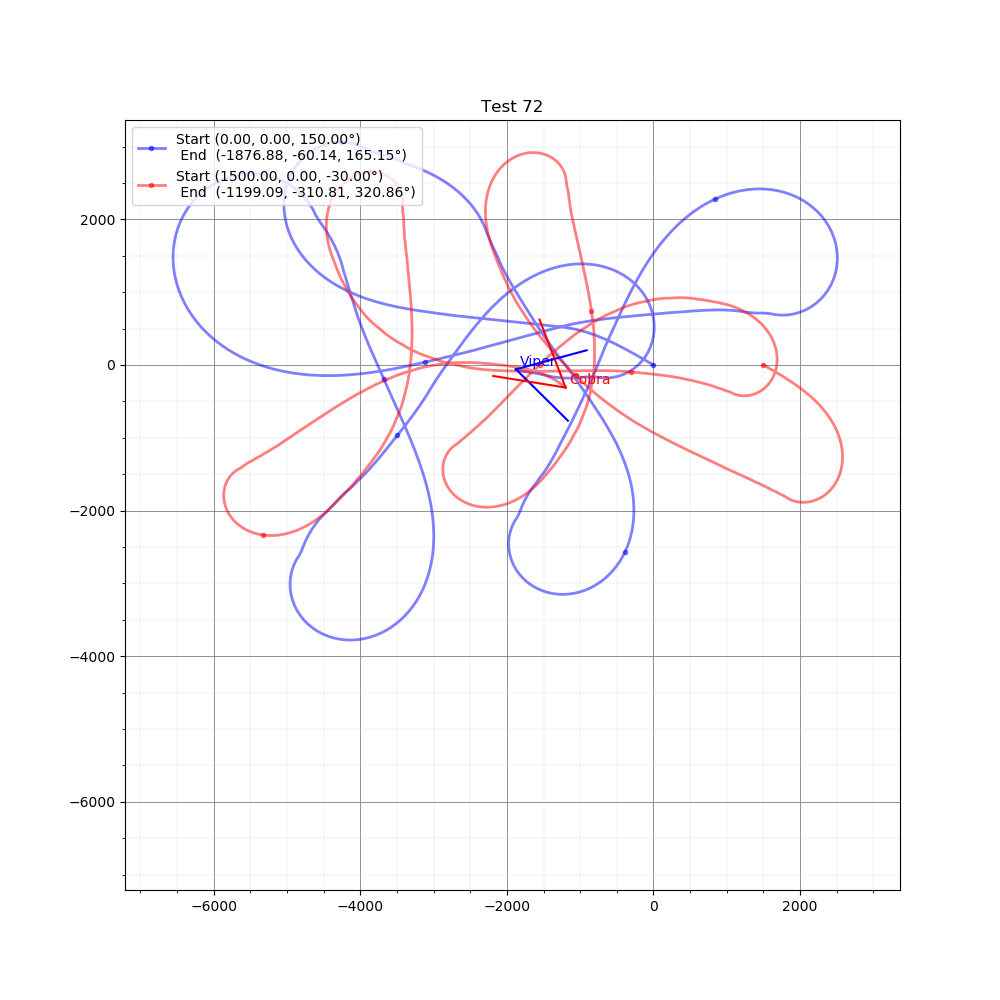 Test 72
Start (0.00, 0.00, 150.00°)
End (-1876.88, -60.14, 165.15°)
Start (1500.00, 0.00, -30.00°)
End (-1199.09, -310.81, 320.86°)
2000
0
−2000
−4000
−6000
Viper
Cobra
−6000 −4000 −2000 0 2000